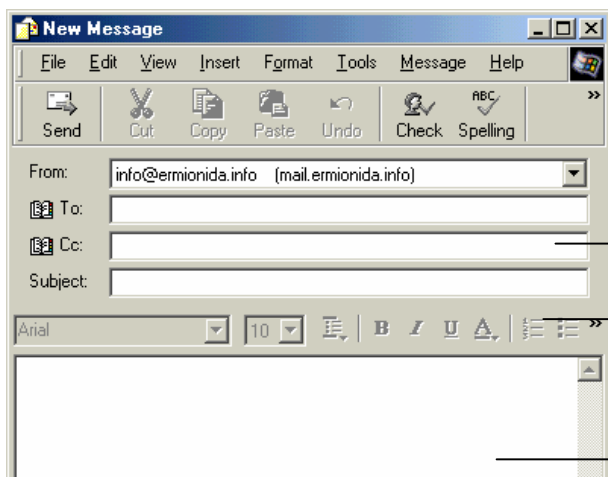 New Message
File Edit View Insert Format Tools Message Help
Send Cut Copy Paste Undo Check ABC Spelling »
From: info@ermionida.info (mail.ermionida.info)
To:
Cc:
Subject:
Arial 10 B I U A »